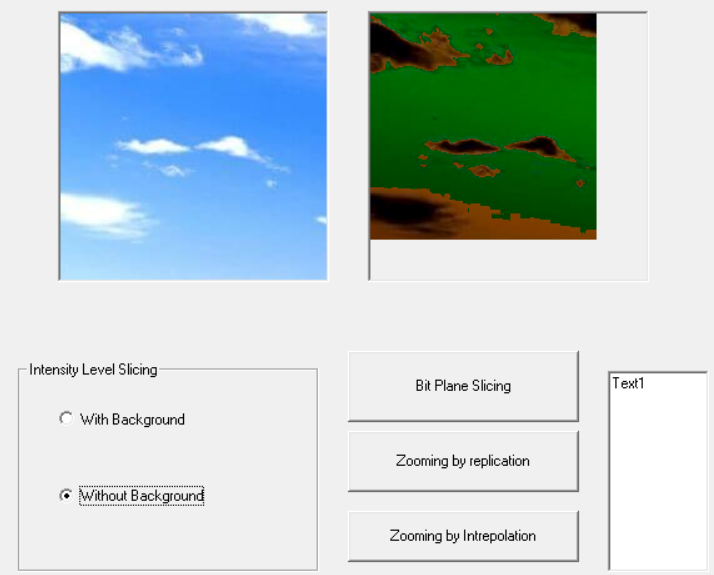 Intensity Level Slicing
With Background
Without Background
Bit Plane Slicing
Zooming by replication
Zooming by Intrepolation
Text1